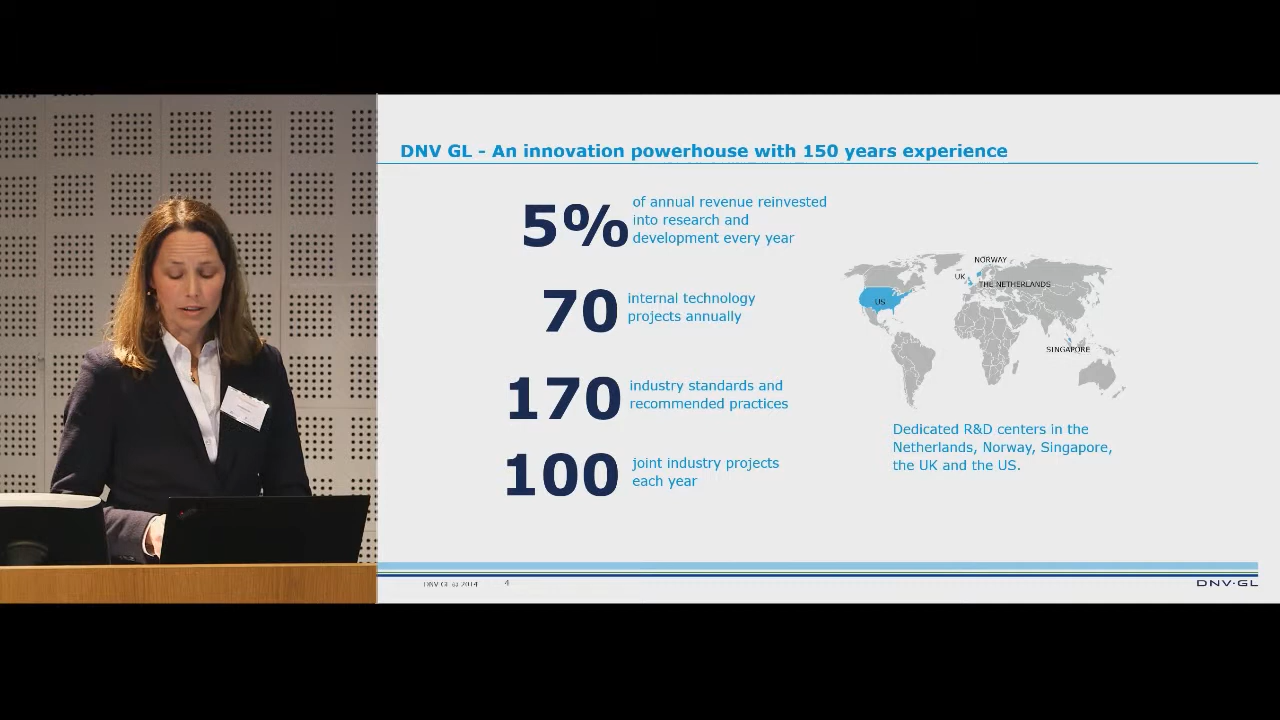 DNV GL - An innovation powerhouse with 150 years experience
5%
of annual revenue reinvested
into research and
development every year
70
internal technology
projects annually
170
industry standards and
recommended practices
100
joint industry projects
each year
NORWAY
UK
THE NETHERLANDS
US
SINGAPORE
Dedicated R&D centers in the
Netherlands, Norway, Singapore,
the UK and the US.
DNV GL © 2014
4
DNV·GL